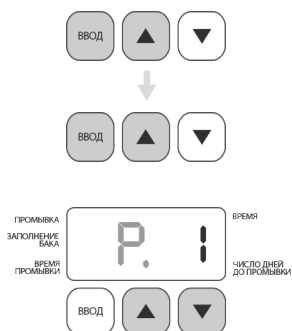 ВВОД
ВВОД
ПРОМЫВКА
ЗАПОЛНЕНИЕ
БАКА
ВРЕМЯ
ПРОМЫВКИ
P. 1
ВРЕМЯ
ЧИСЛО ДНЕЙ
ДО ПРОМЫВКИ
ВВОД